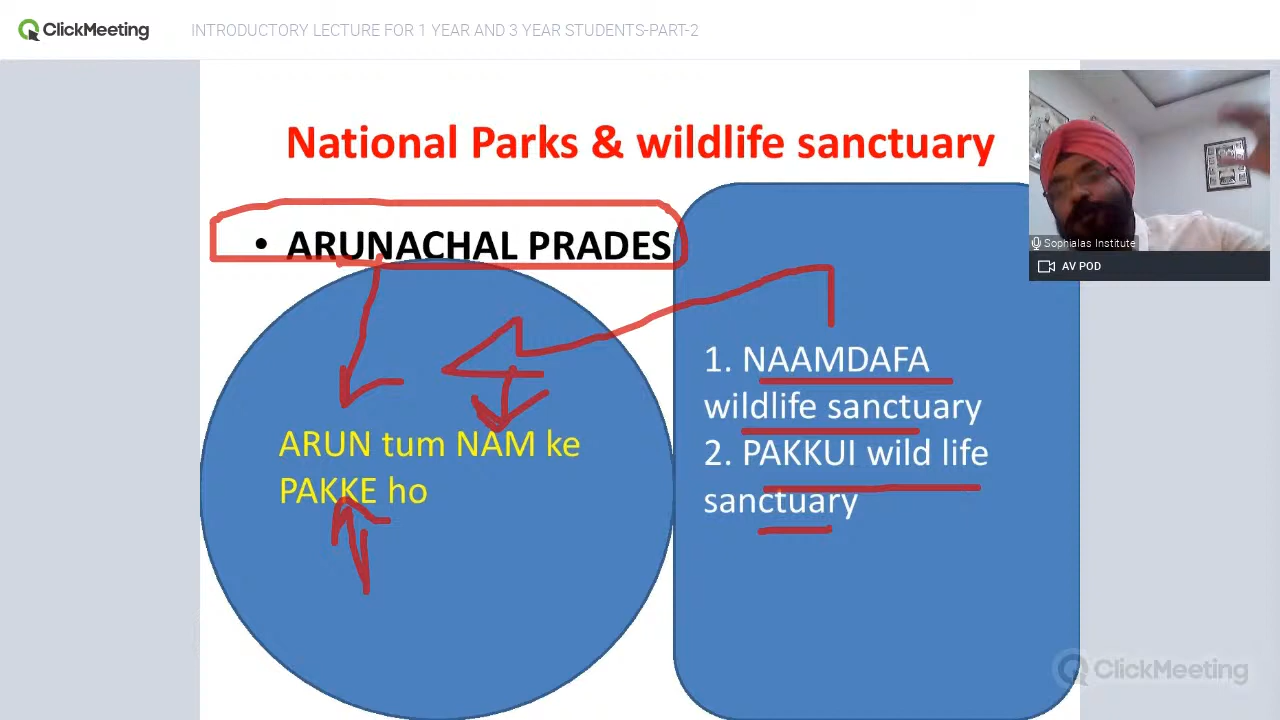 ClickMeeting
INTRODUCTORY LECTURE FOR 1 YEAR AND 3 YEAR STUDENTS-PART-2
National Parks & wildlife sanctuary
• ARUNACHAL PRADES
ARUN tum NAM ke
PAKKE ho
1. NAAMDAFA
wildlife sanctuary
2. PAKKUI wild life
sanctuary
Sophialas Institute
AV POD
ClickMeeting